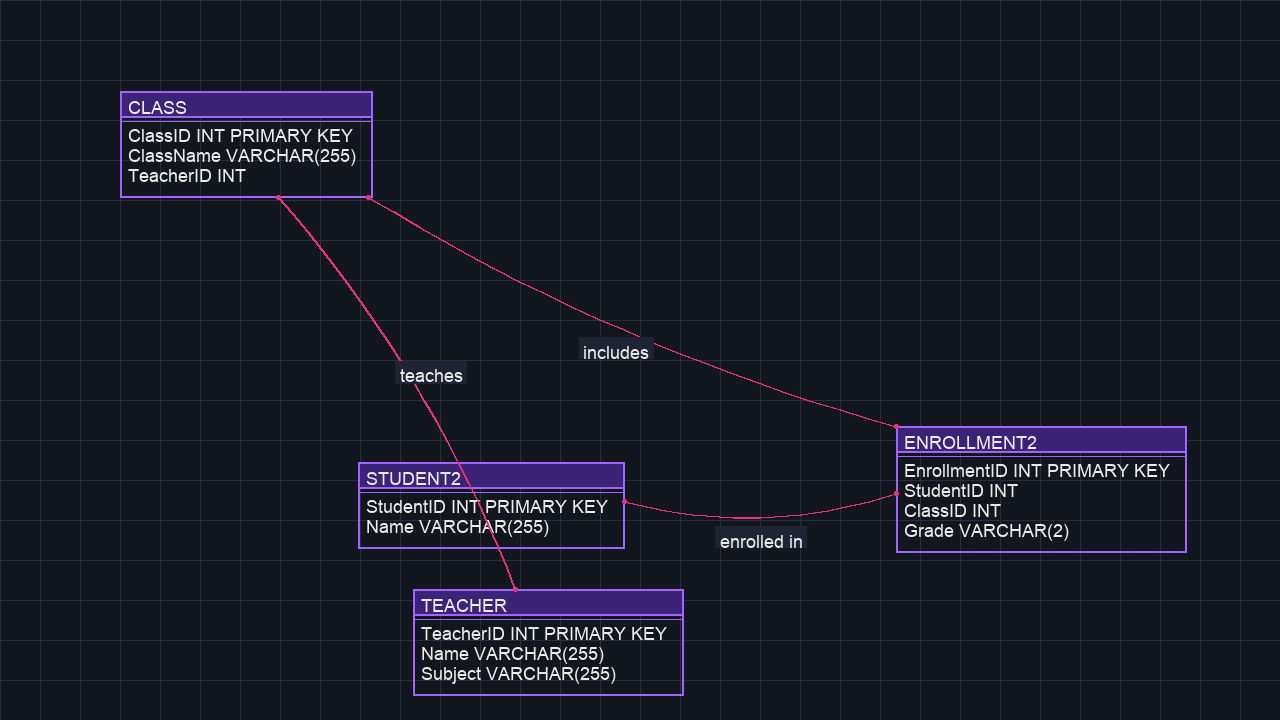 CLASS
ClassID INT PRIMARY KEY
ClassName VARCHAR(255)
TeacherID INT
includes
teaches
ENROLLMENT2
EnrollmentID INT PRIMARY KEY
StudentID INT
ClassID INT
Grade VARCHAR(2)
STUDENT2
StudentID INT PRIMARY KEY
Name VARCHAR(255)
enrolled in
TEACHER
TeacherID INT PRIMARY KEY
Name VARCHAR(255)
Subject VARCHAR(255)